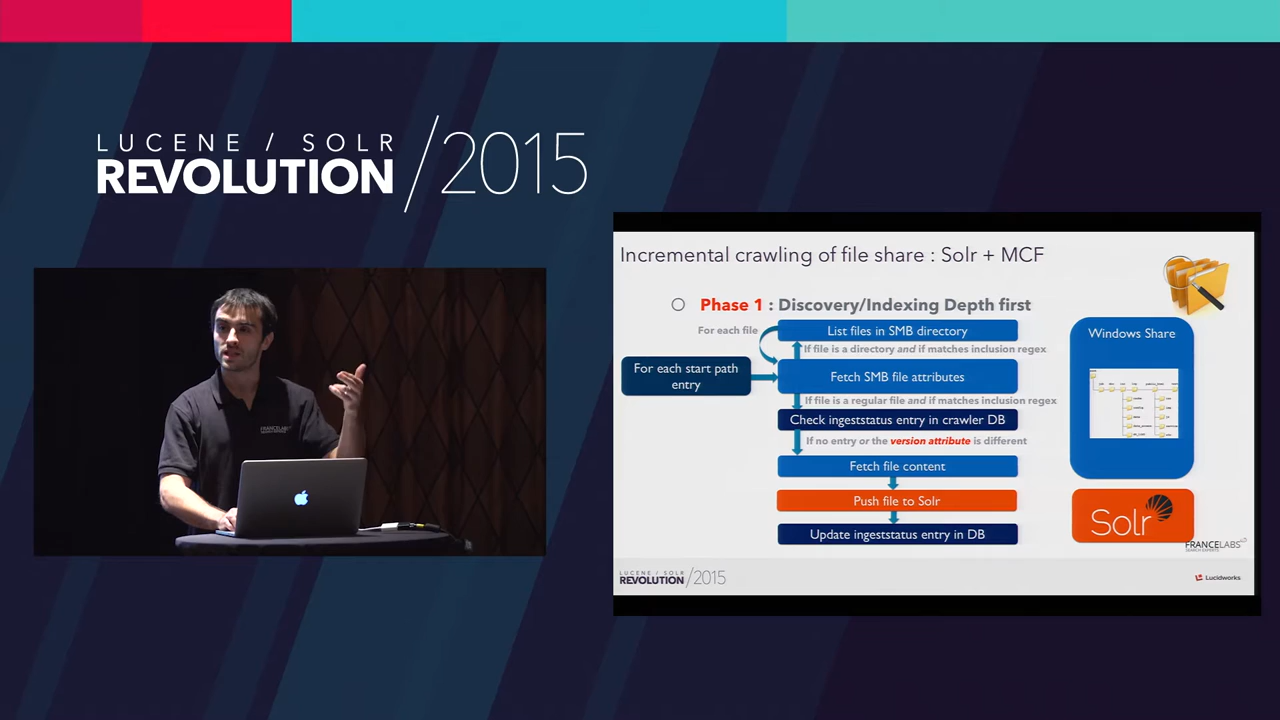 LUCENE / SOLR
REVOLUTION /2015
FRANCELABS
Incremental crawling of file share : Solr + MCF
Phase 1 : Discovery/Indexing Depth first
For each file
List files in SMB directory
If file is a directory and if matches inclusion regex
For each start path
entry
Fetch SMB file attributes
If file is a regular file and if matches inclusion regex
Check ingeststatus entry in crawler DB
If no entry or the version attribute is different
Fetch file content
Push file to Solr
Update ingeststatus entry in DB
Windows Share
Solr
FRANCELABS
SEARCH EXPERTS
LUCENE / SOLR
REVOLUTION /2015
Lucidworks